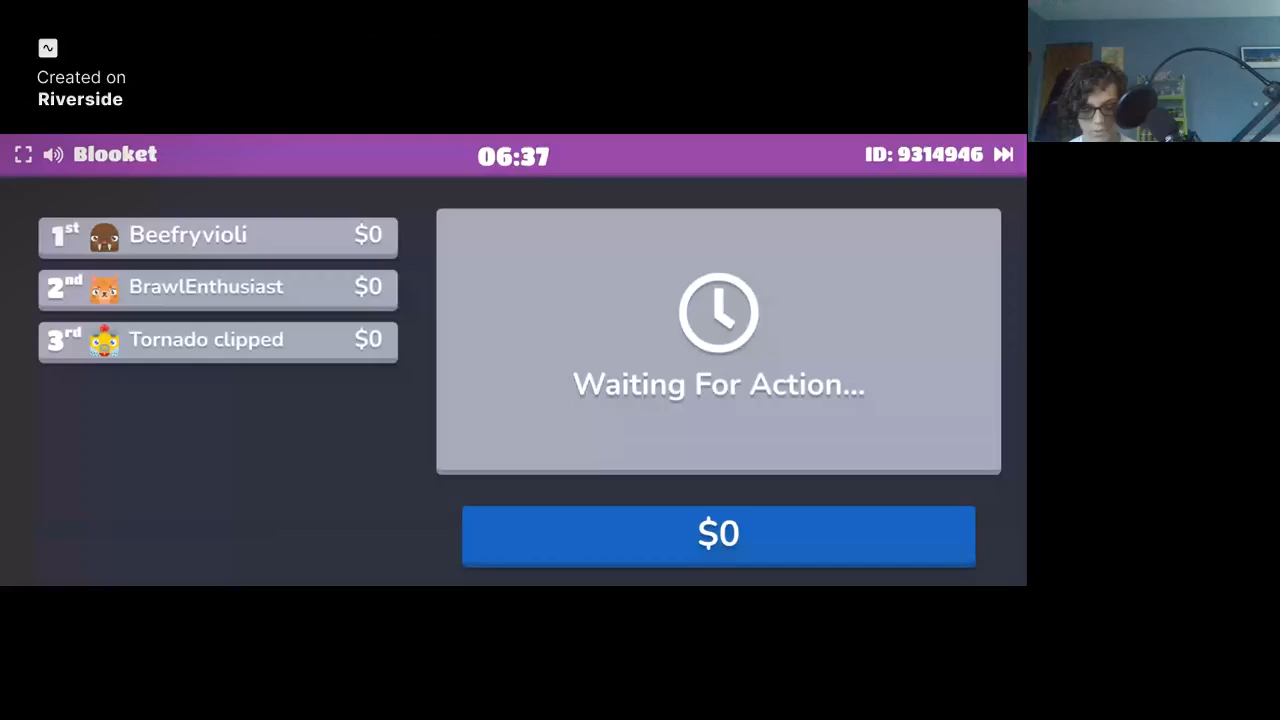 Created on
Riverside
Blooket
06:37
ID: 9314946
1st Beefryvioli $0
2nd BrawlEnthusiast $0
3rd Tornado clipped $0
Waiting For Action...
$0